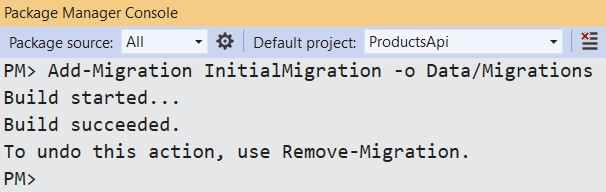 Package Manager Console
Package source: All Default project: ProductsApi
PM> Add-Migration InitialMigration -o Data/Migrations
Build started...
Build succeeded.
To undo this action, use Remove-Migration.
PM>